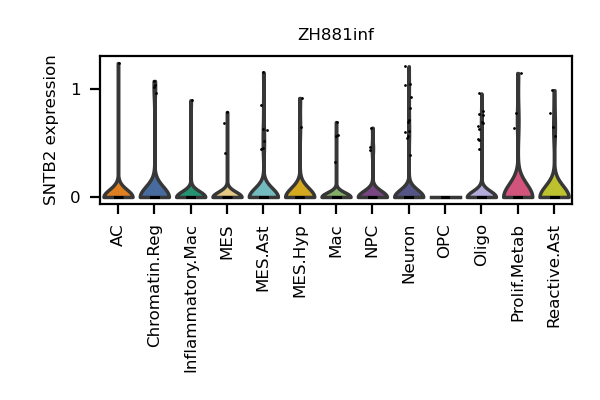 ZH881inf
SNTB2 expression
1
0
AC
Chromatin.Reg
Inflammatory.Mac
MES
MES.Ast
MES.Hyp
Mac
NPC
Neuron
OPC
Oligo
Prolif.Metab
Reactive.Ast